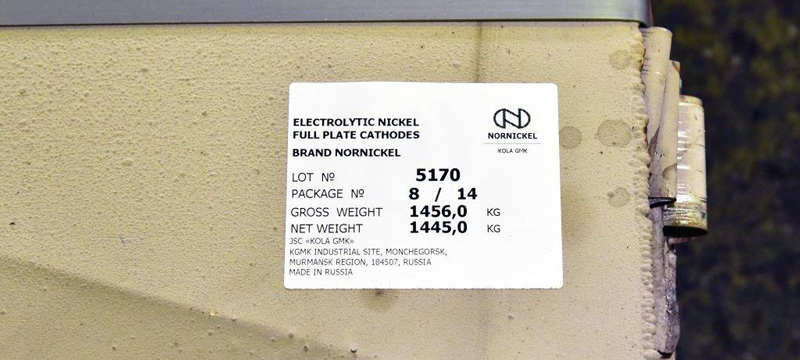 ELECTROLYTIC NICKEL
FULL PLATE CATHODES
BRAND NORNICKEL
NORNICKEL
KOLA GMK
LOT № 5170
PACKAGE № 8 / 14
GROSS WEIGHT 1456,0 KG
NET WEIGHT 1445,0 KG
JSC «KOLA GMK»
KGMK INDUSTRIAL SITE, MONCHEGORSK,
MURMANSK REGION, 184507, RUSSIA
MADE IN RUSSIA